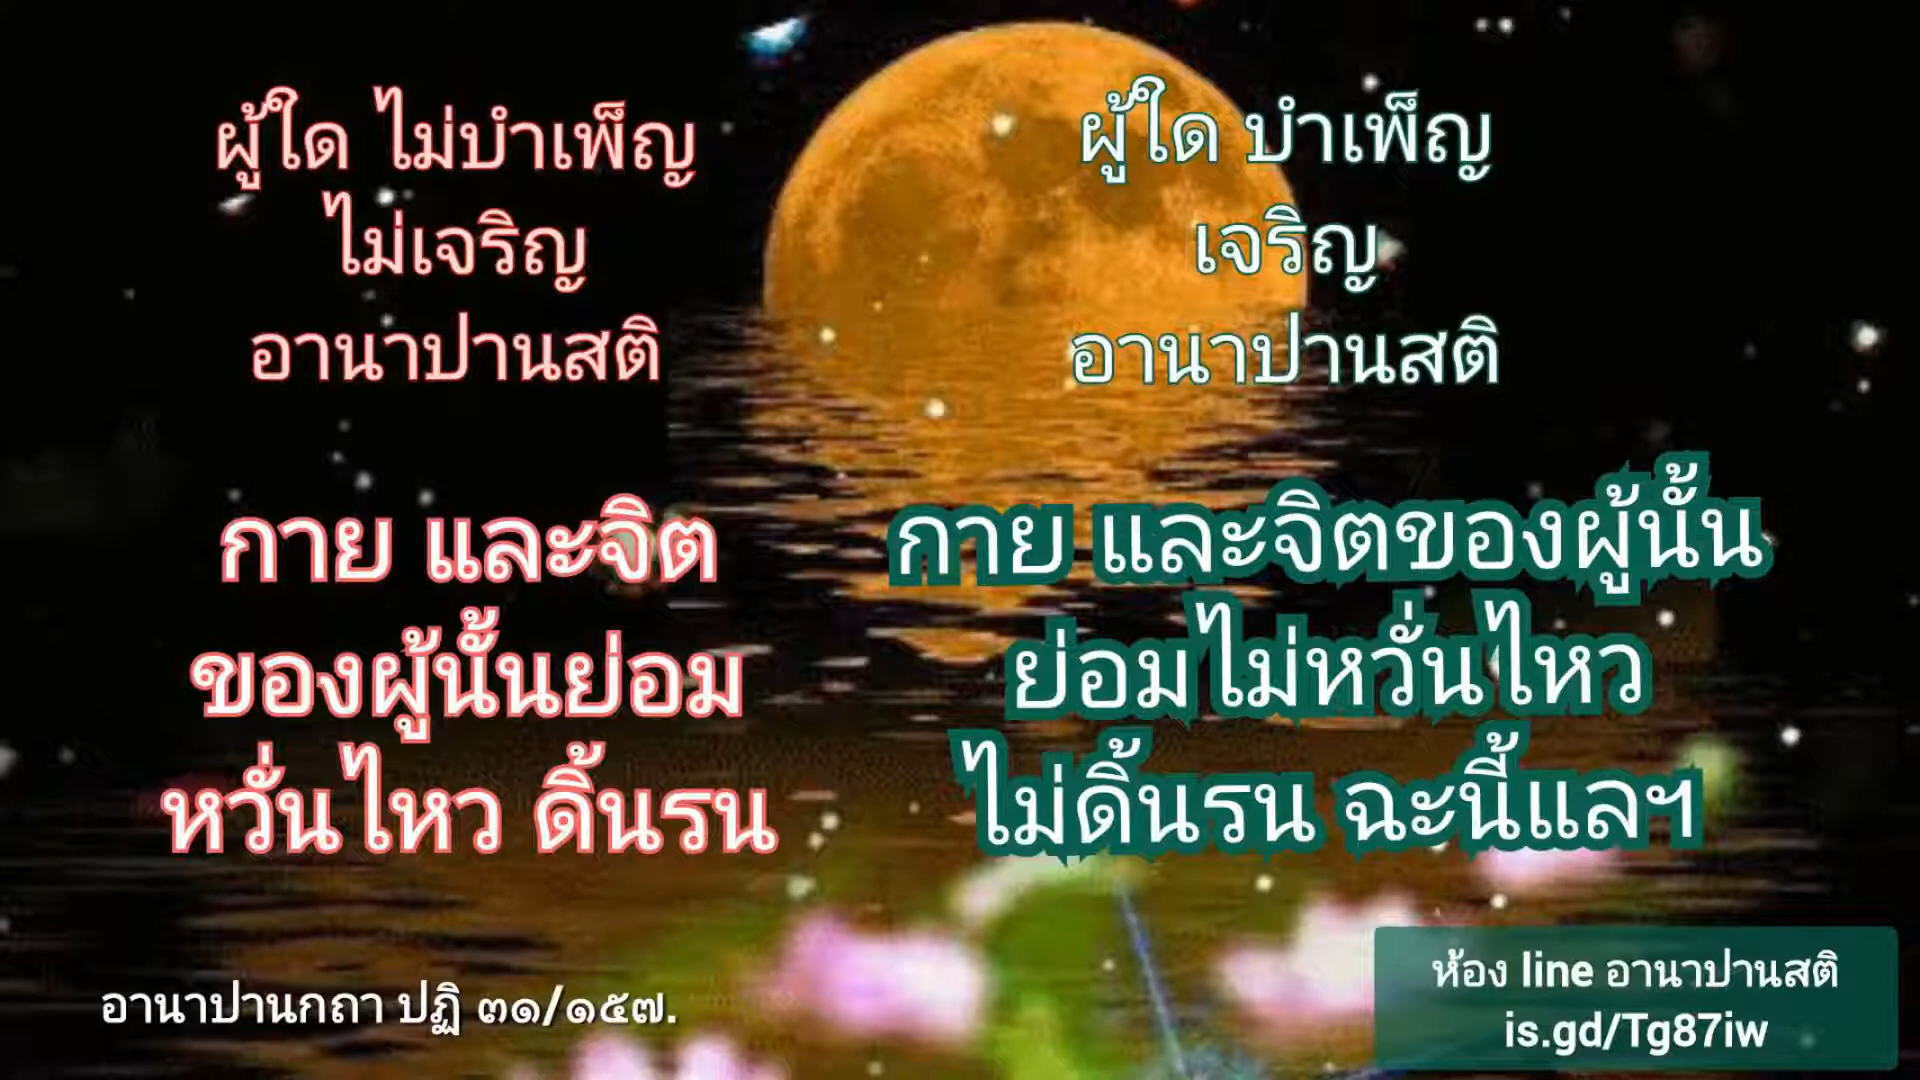 ผู้ใด ไม่บำเพ็ญ
ไม่เจริญ
อานาปานสติ
กาย และจิต
ของผู้นั้นย่อม
หวั่นไหว ดิ้นรน
ผู้ใด บำเพ็ญ
เจริญ
อานาปานสติ
กาย และจิตของผู้นั้น
ย่อมไม่หวั่นไหว
ไม่ดิ้นรน ฉะนี้แลฯ
อานาปานกถา ปฏิ ๓๑/๑๕๗.
ห้อง line อานาปานสติ
is.gd/Tg87iw